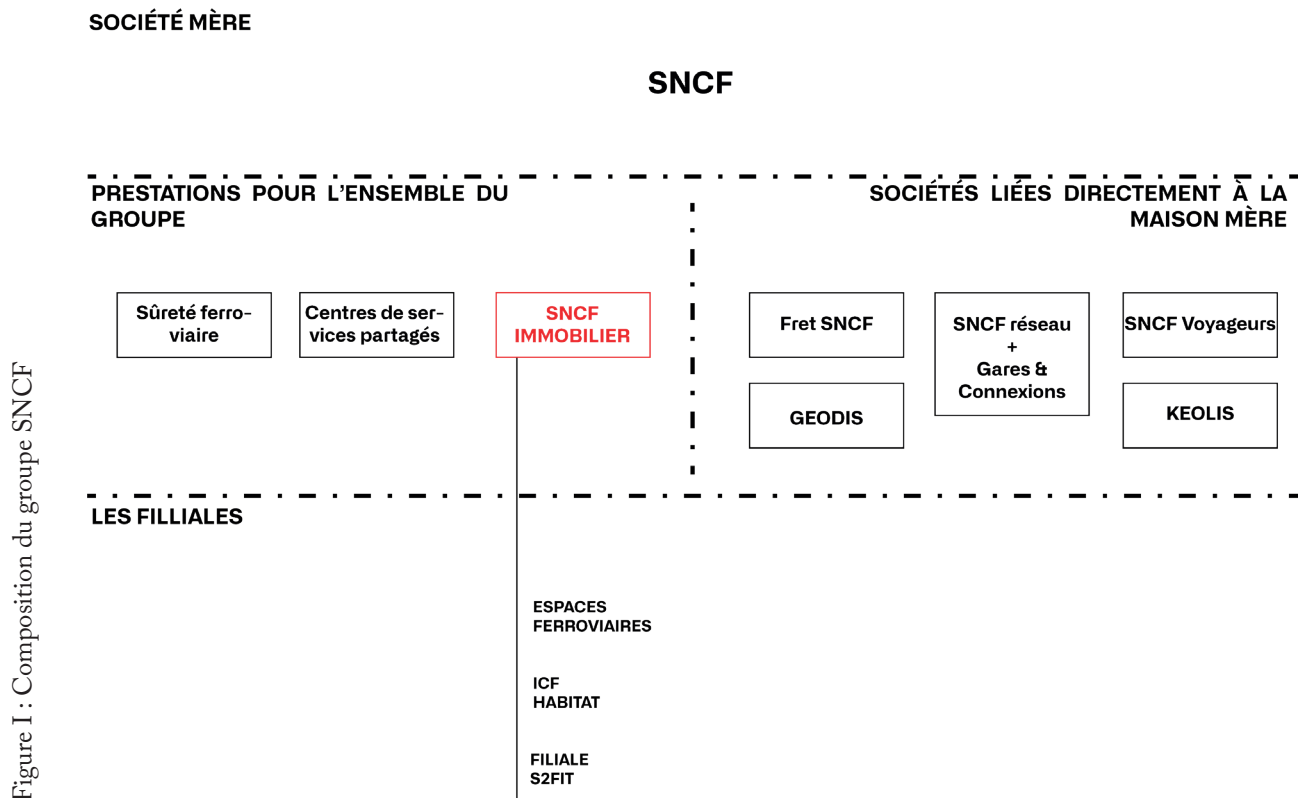 SOCIÉTÉ MÈRE
SNCF
PRESTATIONS POUR L'ENSEMBLE DU
GROUPE
SOCIÉTÉS LIÉES DIRECTEMENT À LA
MAISON MÈRE
Sûreté ferro-
viaire
Centres de ser-
vices partagés
SNCF
IMMOBILIER
Fret SNCF
GEODIS
SNCF réseau
+
Gares &
Connexions
SNCF Voyageurs
KEOLIS
LES FILLIALES
ESPACES
FERROVIAIRES
ICF
HABITAT
FILIALE
S2FIT
Figure I : Composition du groupe SNCF